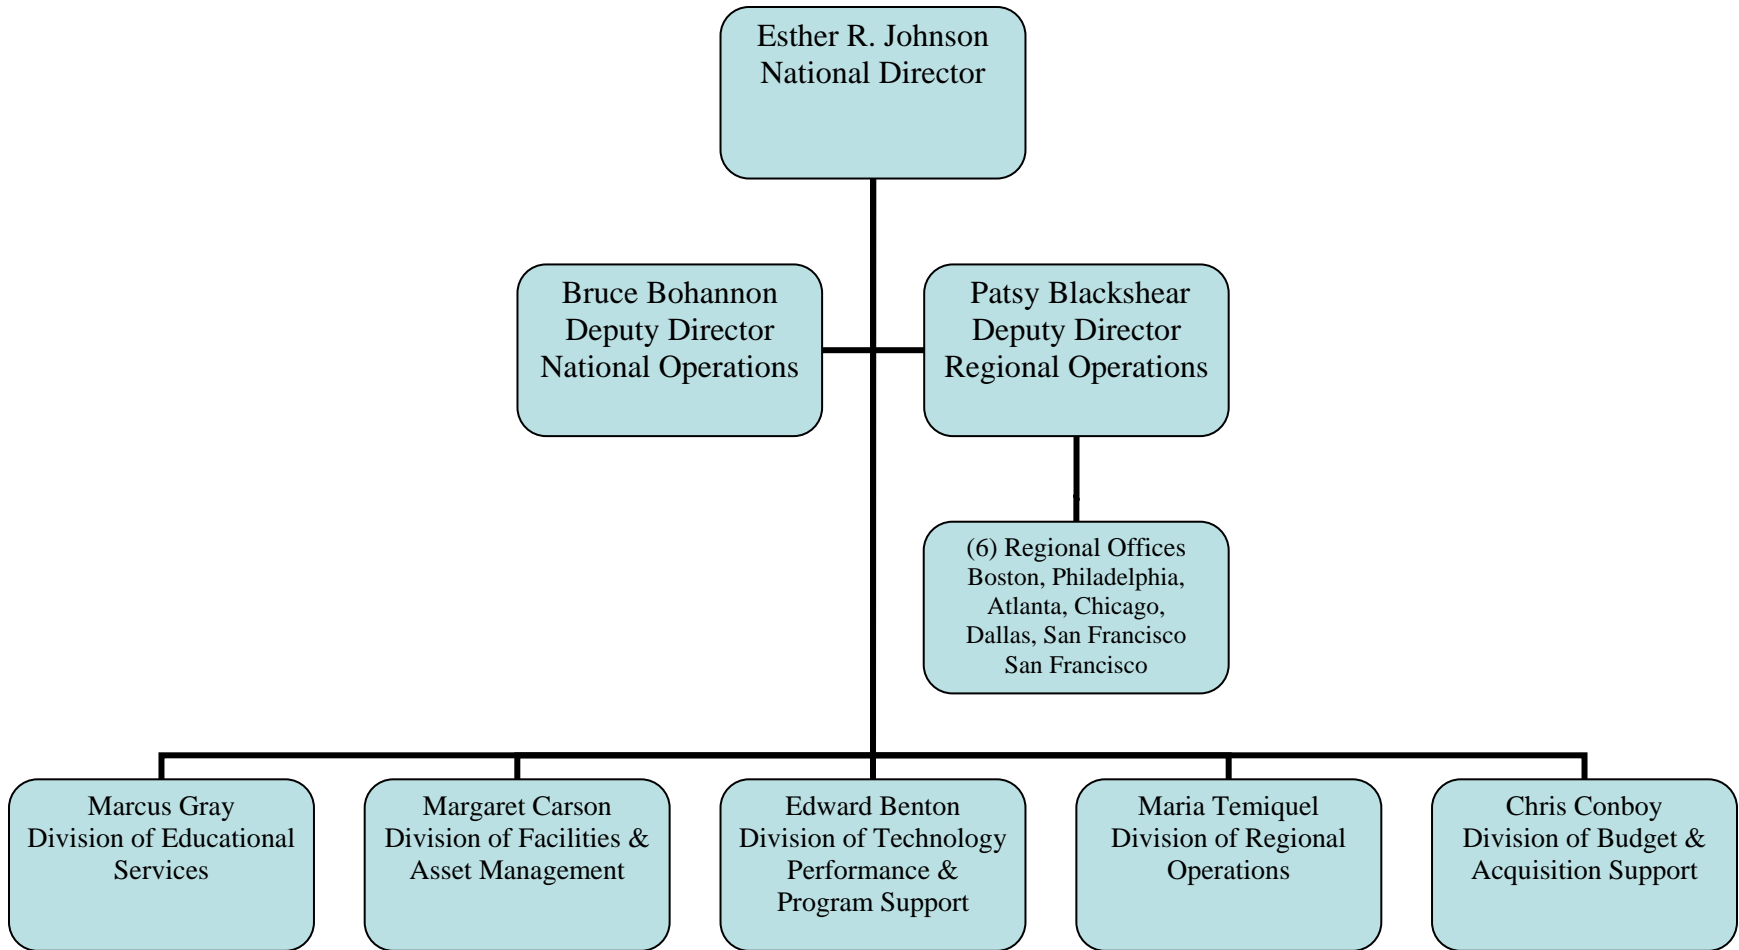 Esther R. Johnson
National Director
Bruce Bohannon
Deputy Director
National Operations
Patsy Blackshear
Deputy Director
Regional Operations
(6) Regional Offices
Boston, Philadelphia,
Atlanta, Chicago,
Dallas, San Francisco
San Francisco
Marcus Gray
Division of Educational
Services
Margaret Carson
Division of Facilities &
Asset Management
Edward Benton
Division of Technology
Performance &
Program Support
Maria Temiquel
Division of Regional
Operations
Chris Conboy
Division of Budget &
Acquisition Support